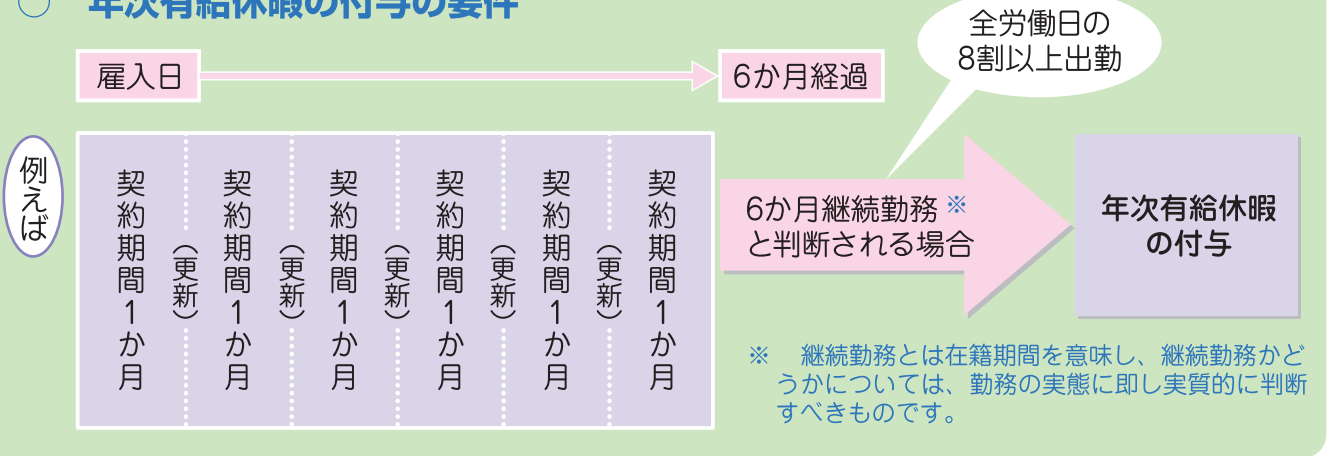 ○ 年次有給休暇の付与の要件
雇入日
6か月経過
全労働日の
8割以上出勤
例えば
契約期間1か月
(更新)
契約期間1か月
(更新)
契約期間1か月
(更新)
契約期間1か月
(更新)
契約期間1か月
(更新)
契約期間1か月
6か月継続勤務※
と判断される場合
年次有給休暇
の付与
※ 継続勤務とは在籍期間を意味し、継続勤務かど
うかについては、勤務の実態に即し実質的に判断
すべきものです。